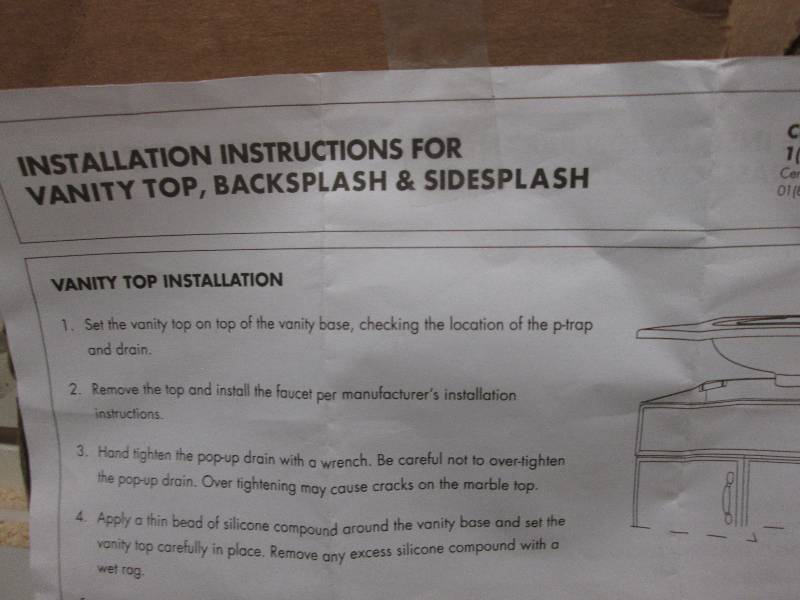 INSTALLATION INSTRUCTIONS FOR
VANITY TOP, BACKSPLASH & SIDESPLASH
C
1(
Cer
01(8
VANITY TOP INSTALLATION
1. Set the vanity top on top of the vanity base, checking the location of the p-trap
and drain.
2. Remove the top and install the faucet per manufacturer's installation
instructions.
3. Hand tighten the pop-up drain with a wrench. Be careful not to over-tighten
the pop-up drain. Over tightening may cause cracks on the marble top.
4. Apply a thin bead of silicone compound around the vanity base and set the
vanity top carefully in place. Remove any excess silicone compound with a
wet rag.